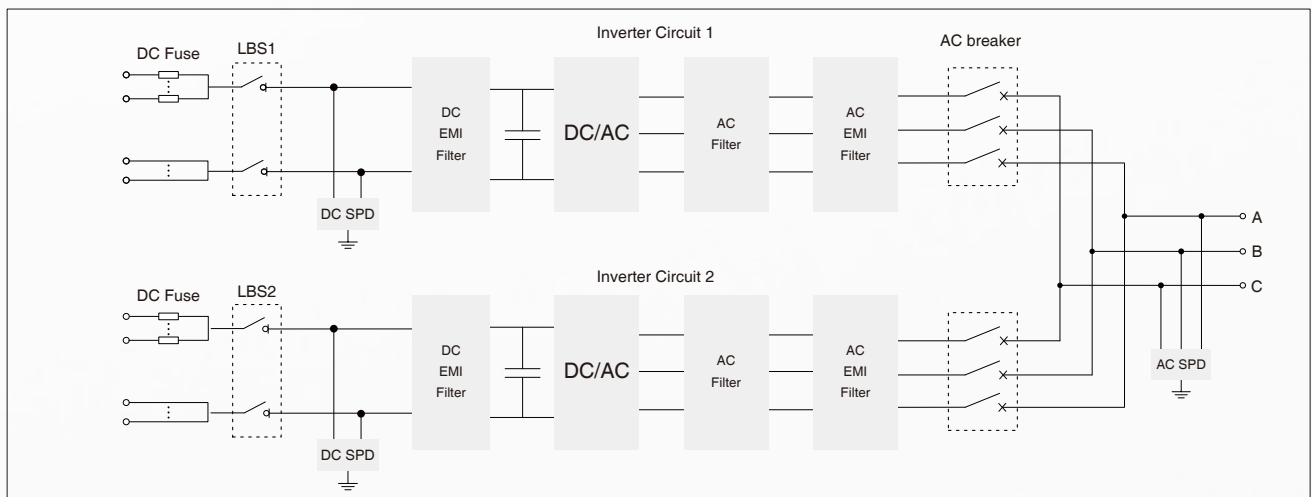 Inverter Circuit 1
DC Fuse
LBS1
AC breaker
DC
EMI
Filter
DC/AC
AC
Filter
AC
EMI
Filter
DC SPD
A
B
C
Inverter Circuit 2
DC Fuse
LBS2
DC
EMI
Filter
DC/AC
AC
Filter
AC
EMI
Filter
AC SPD
DC SPD